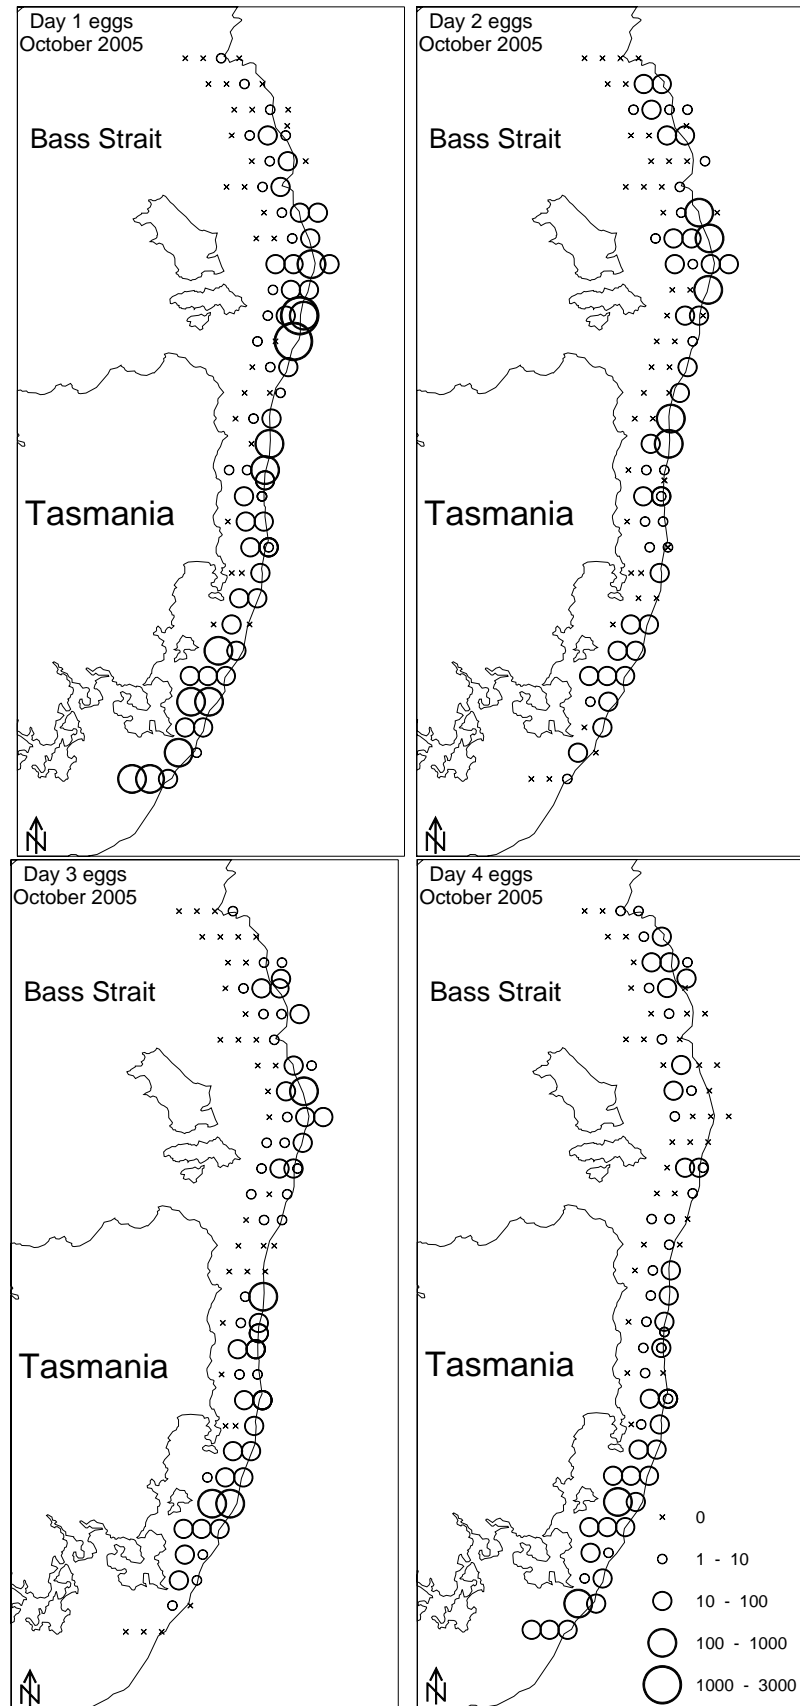 Day 1 eggs
October 2005
Bass Strait
Tasmania
N
Day 2 eggs
October 2005
Bass Strait
Tasmania
N
Day 3 eggs
October 2005
Bass Strait
Tasmania
N
Day 4 eggs
October 2005
Bass Strait
Tasmania
N
0
1 - 10
10 - 100
100 - 1000
1000 - 3000